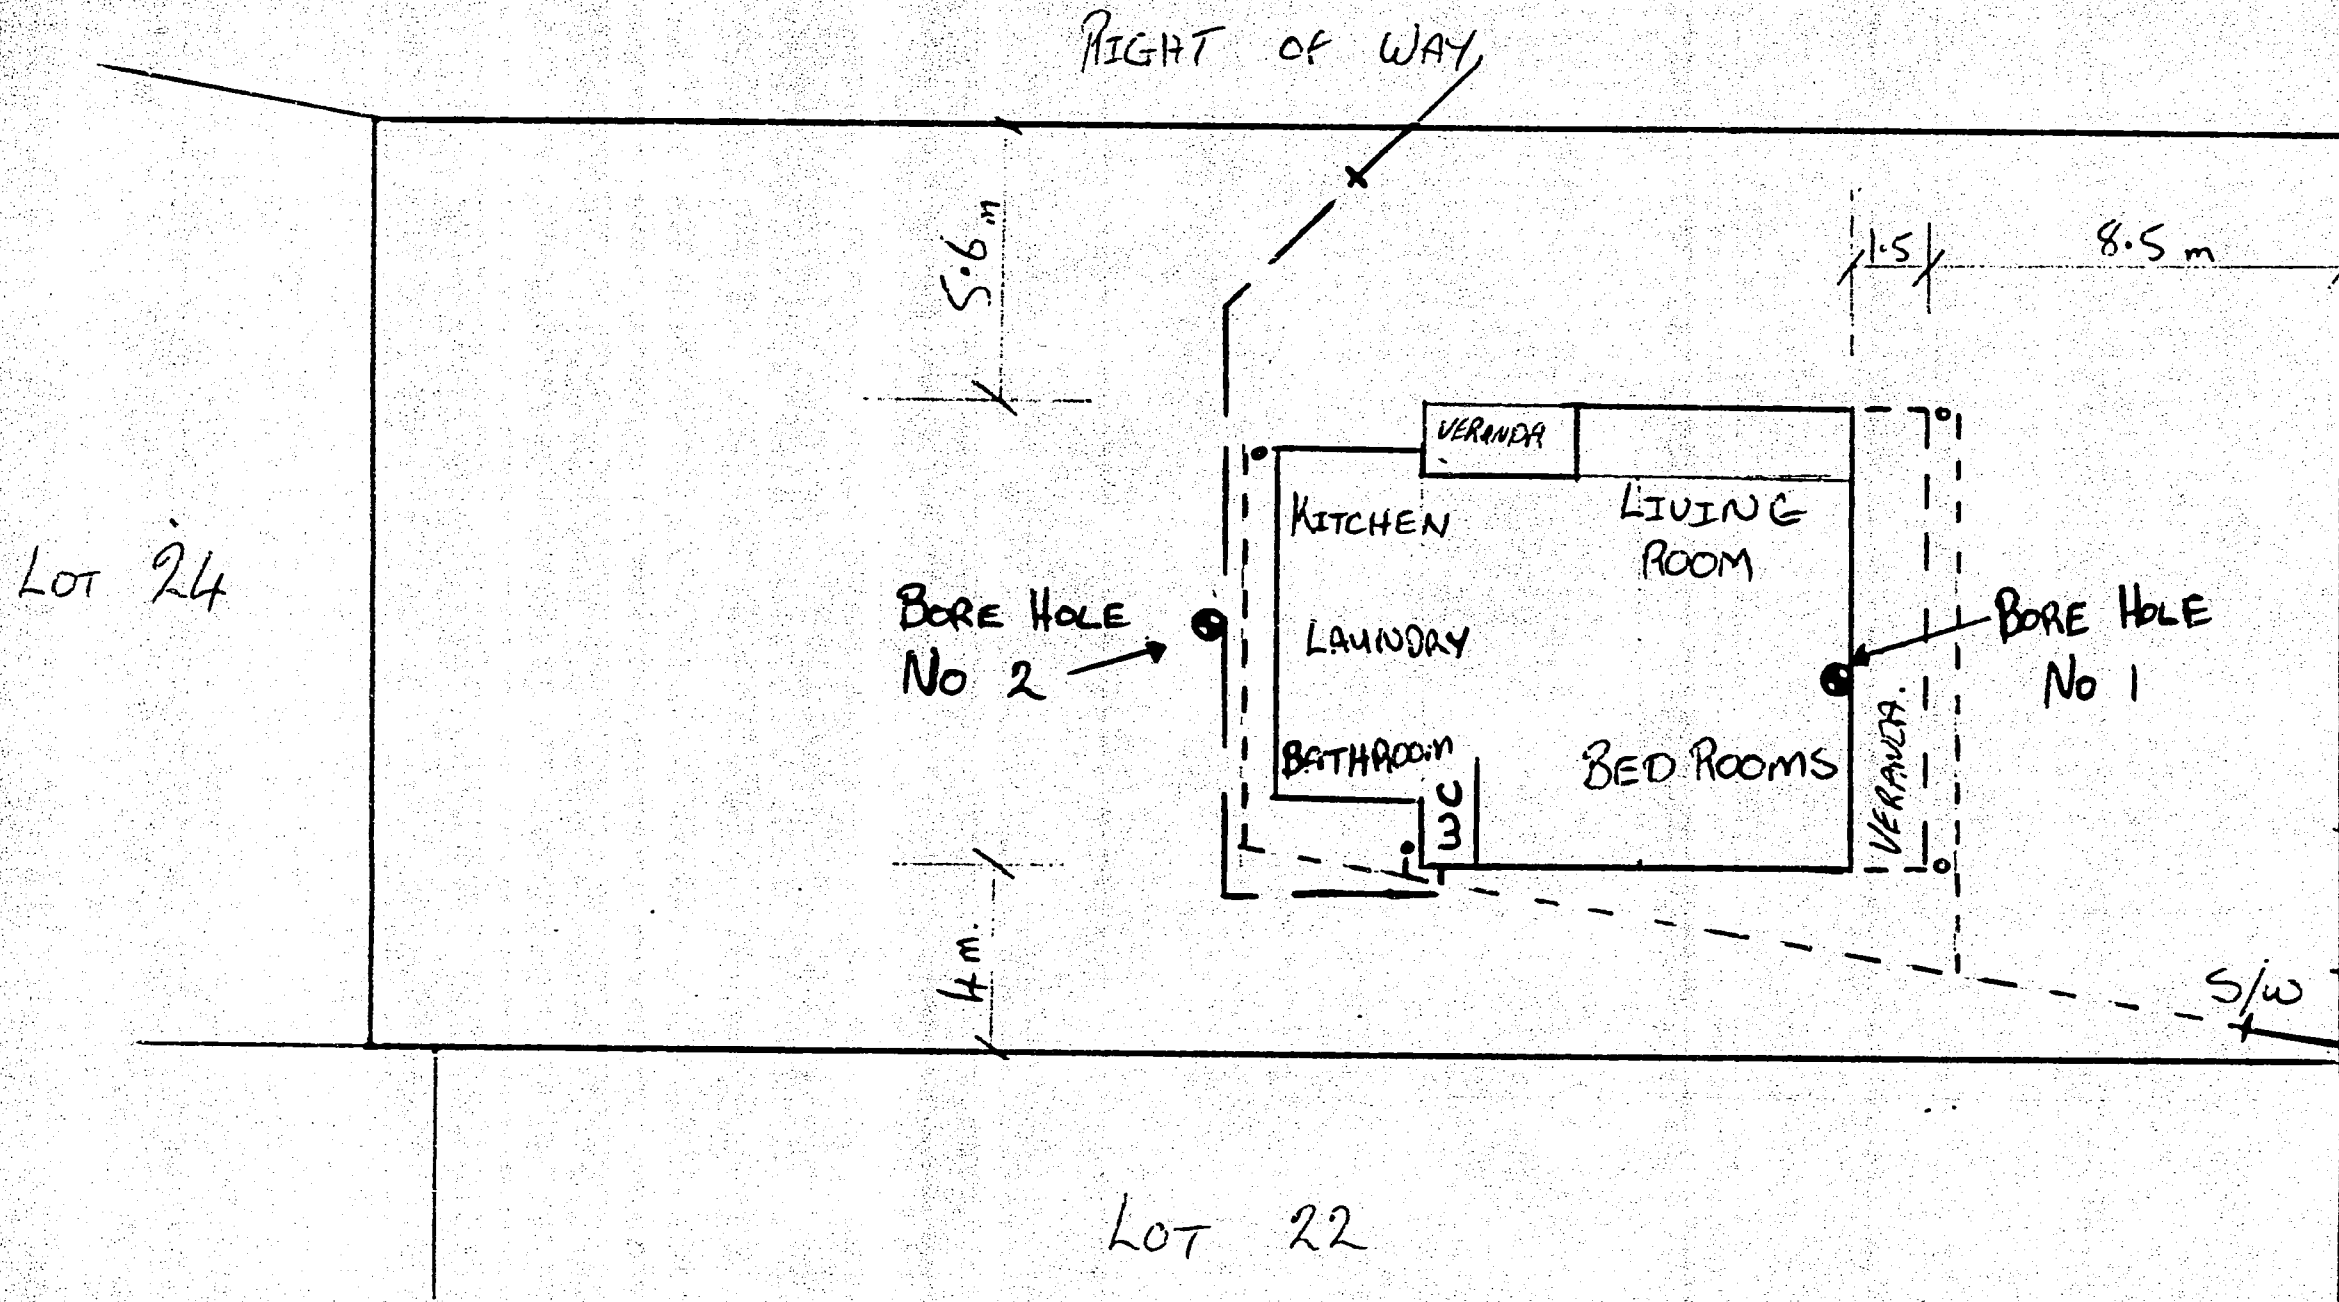 RIGHT OF WAY
5.6 m
1.5
8.5 m
VERANDA
KITCHEN
LIVING
ROOM
LOT 24
BORE HOLE
NO 2
LAUNDRY
BORE HOLE
NO 1
BATHROOM
WC
BED ROOMS
VERANDA.
4 m.
S/W
LOT 22